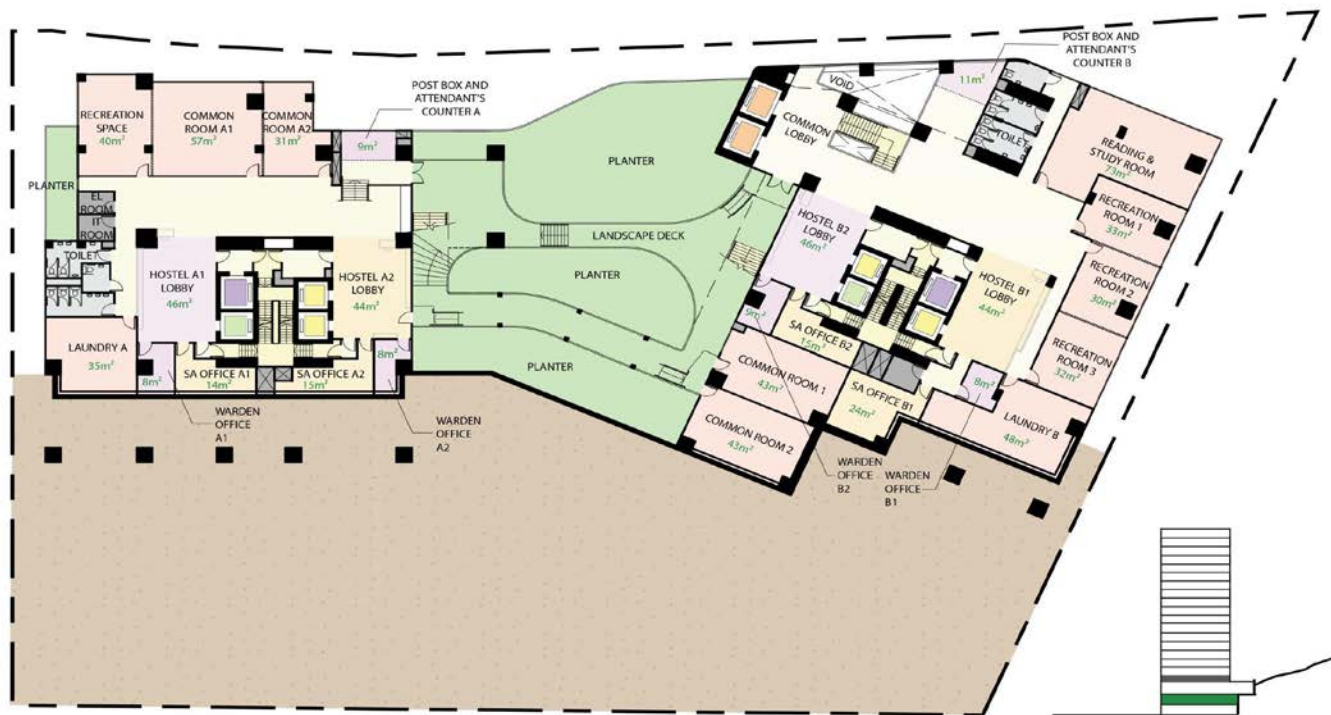 POST BOX AND
ATTENDANT'S
COUNTER B
11m²
VOID
COMMON
LOBBY
TOILET
READING &
STUDY ROOM
73m²
RECREATION
SPACE
40m²
COMMON
ROOM A1
57m²
COMMON
ROOM A2
31m²
POST BOX AND
ATTENDANT'S
COUNTER A
9m²
PLANTER
PLANTER
EL
ROOM
IT
ROOM
TOILET
HOSTEL A1
LOBBY
46m²
HOSTEL A2
LOBBY
44m²
LANDSCAPE DECK
PLANTER
PLANTER
HOSTEL B2
LOBBY
46m²
HOSTEL B1
LOBBY
44m²
RECREATION
ROOM 1
33m²
RECREATION
ROOM 2
30m²
RECREATION
ROOM 3
32m²
LAUNDRY A
35m²
8m²
SA OFFICE A1
14m²
SA OFFICE A2
15m²
8m²
WARDEN
OFFICE
A1
WARDEN
OFFICE
A2
9m²
SA OFFICE B2
15m²
COMMON ROOM 1
43m²
COMMON ROOM 2
43m²
SA OFFICE B1
24m²
8m²
LAUNDRY B
48m²
WARDEN
OFFICE
B2
WARDEN
OFFICE
B1